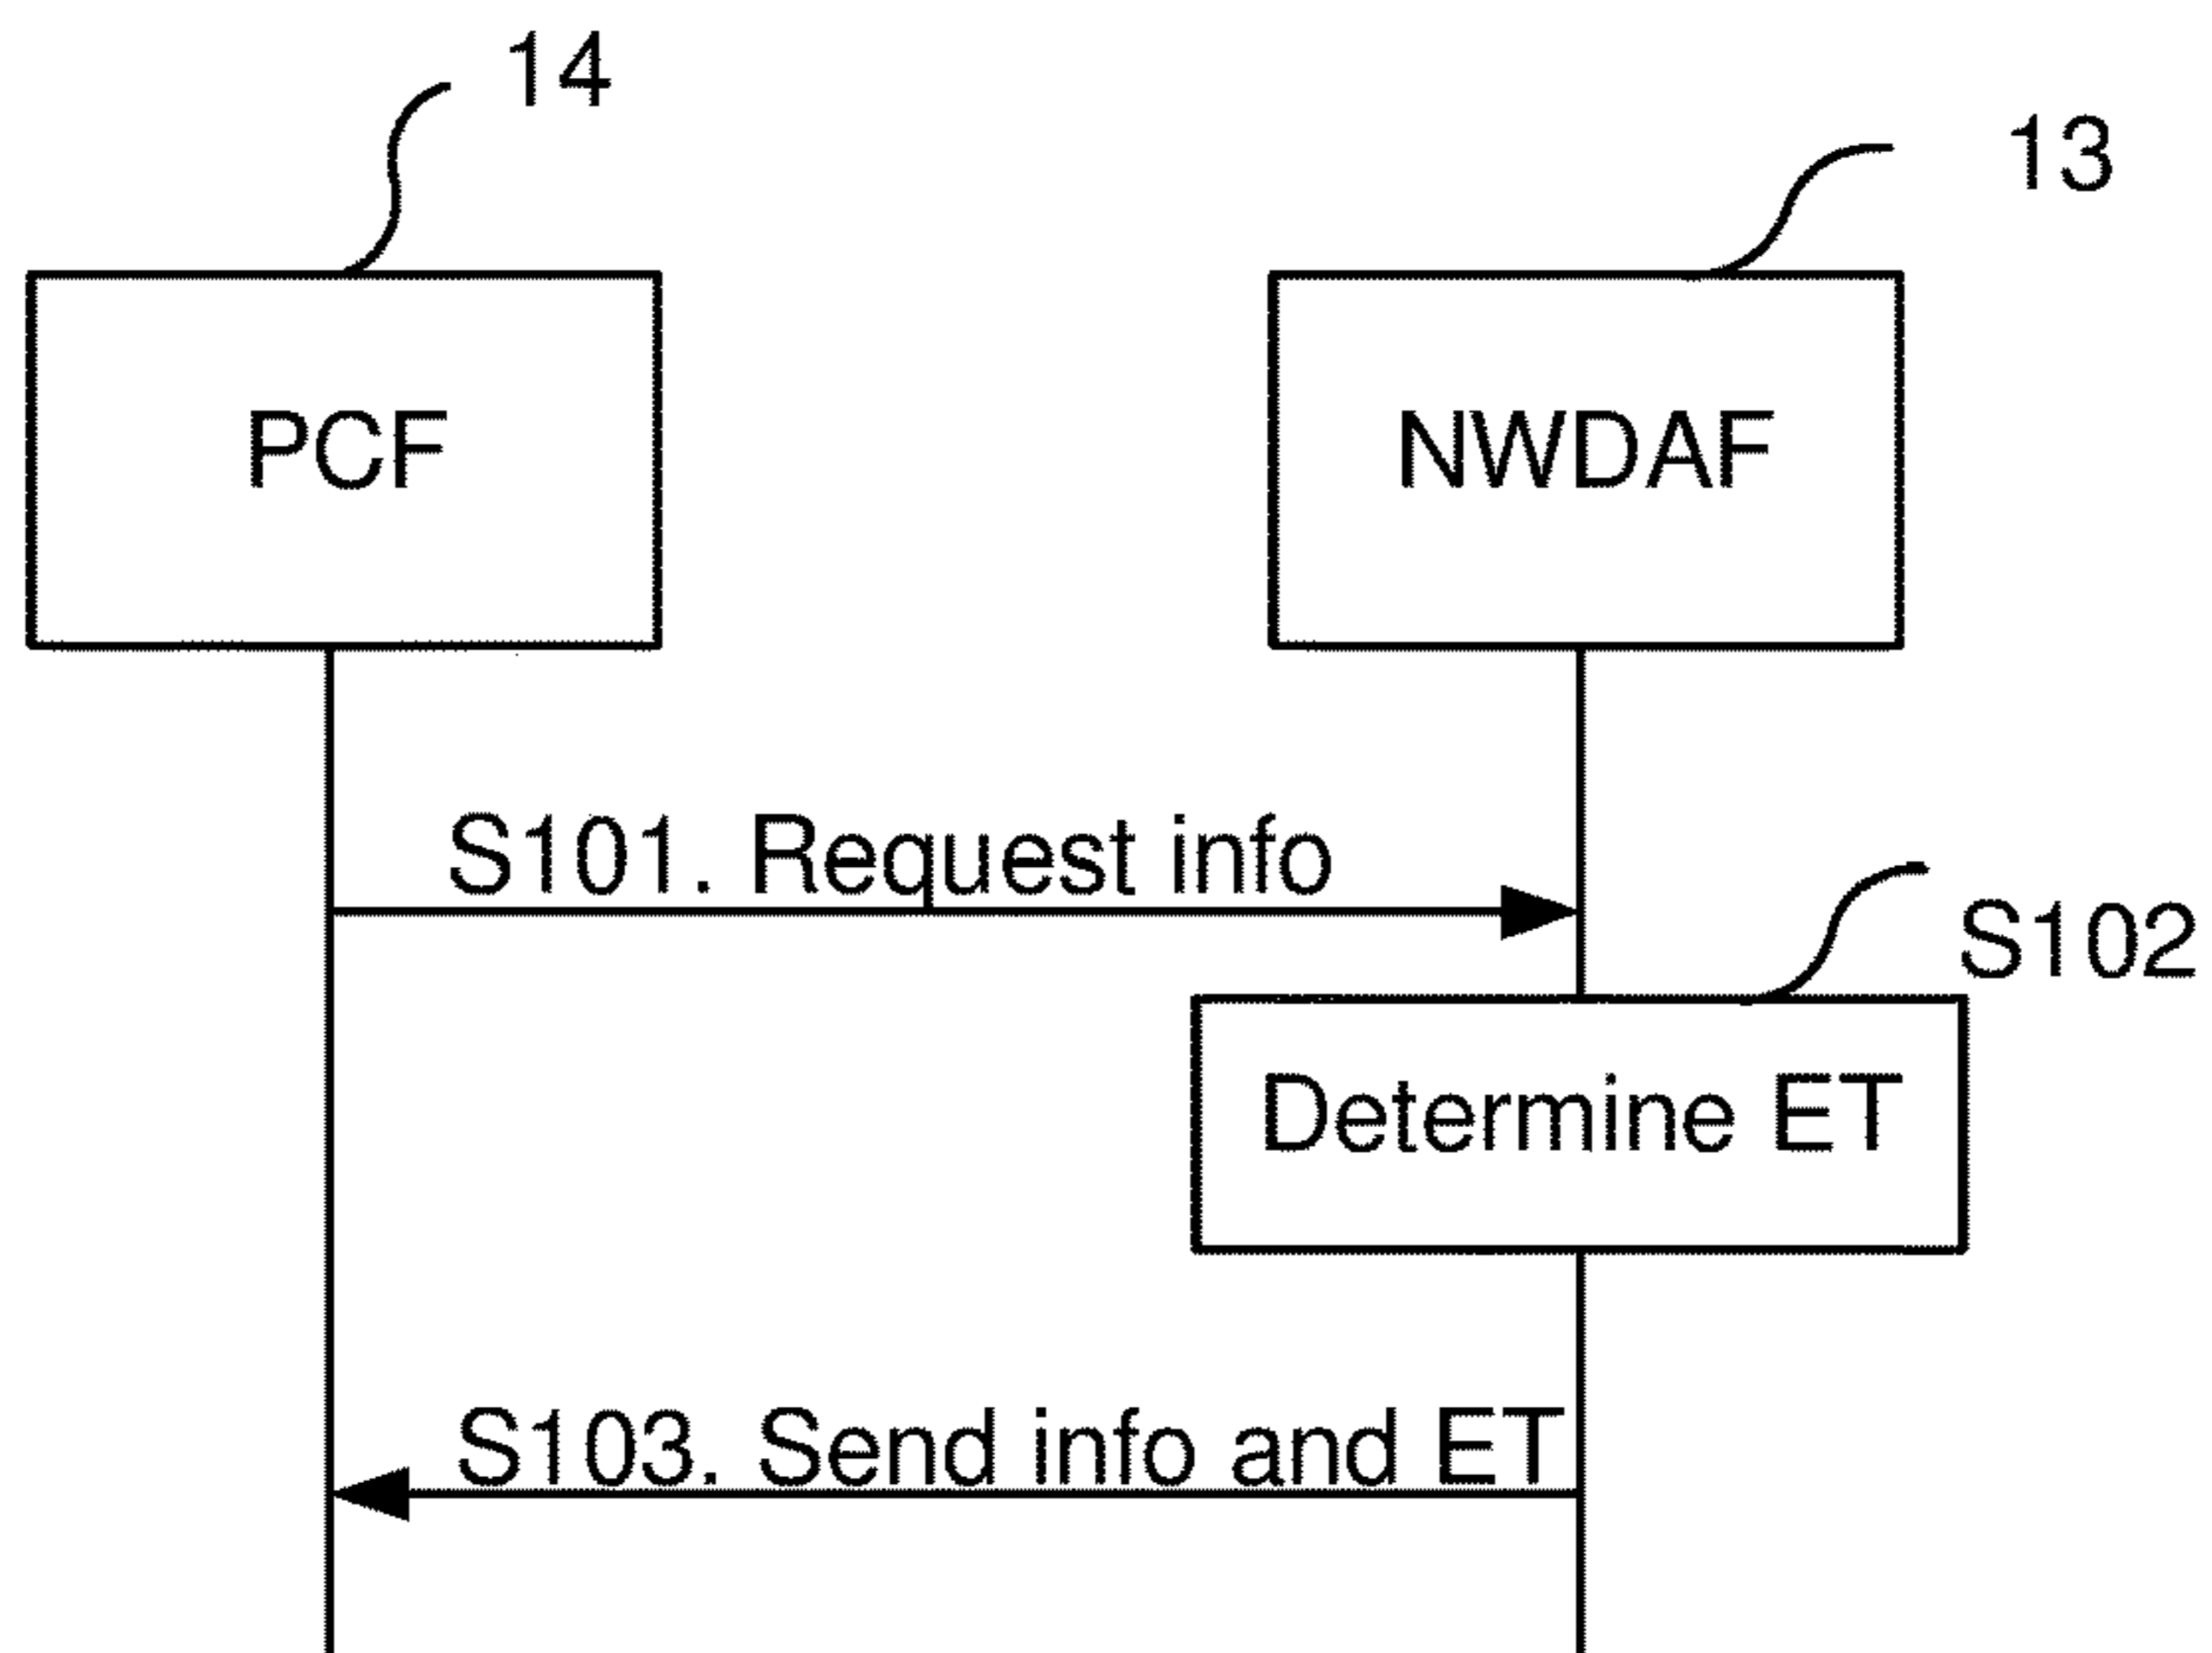 14
13
PCF
NWDAF
S101. Request info
S102
Determine ET
S103. Send info and ET